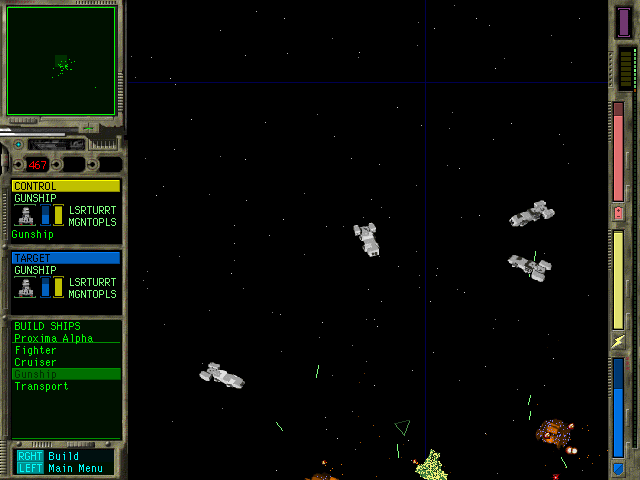 467
CONTROL
GUNSHIP
LSRTURRT
MGNTOPLS
Gunship
TARGET
GUNSHIP
LSRTURRT
MGNTOPLS
BUILD SHIPS
Proxima Alpha
Fighter
Cruiser
Gunship
Transport
RGHT Build
LEFT Main Menu